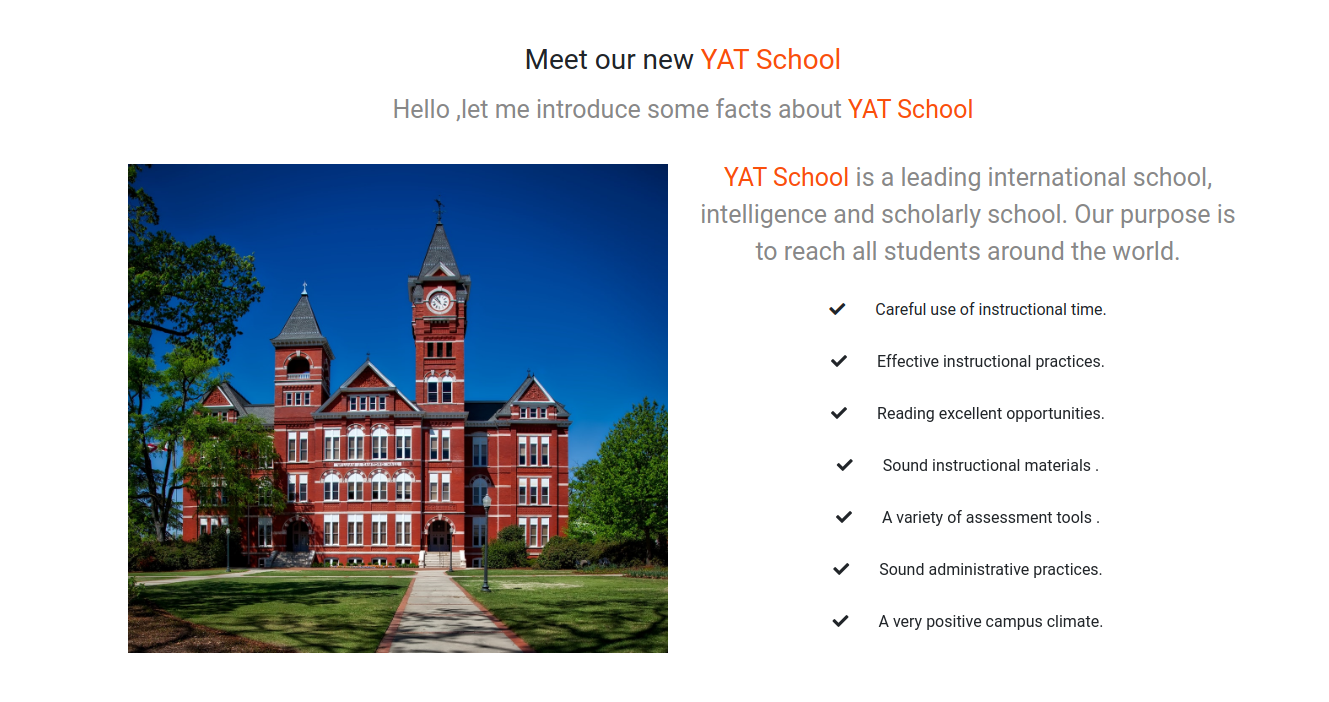 Meet our new YAT School
Hello ,let me introduce some facts about YAT School
YAT School is a leading international school,
intelligence and scholarly school. Our purpose is
to reach all students around the world.
Careful use of instructional time.
Effective instructional practices.
Reading excellent opportunities.
Sound instructional materials .
A variety of assessment tools .
Sound administrative practices.
A very positive campus climate.